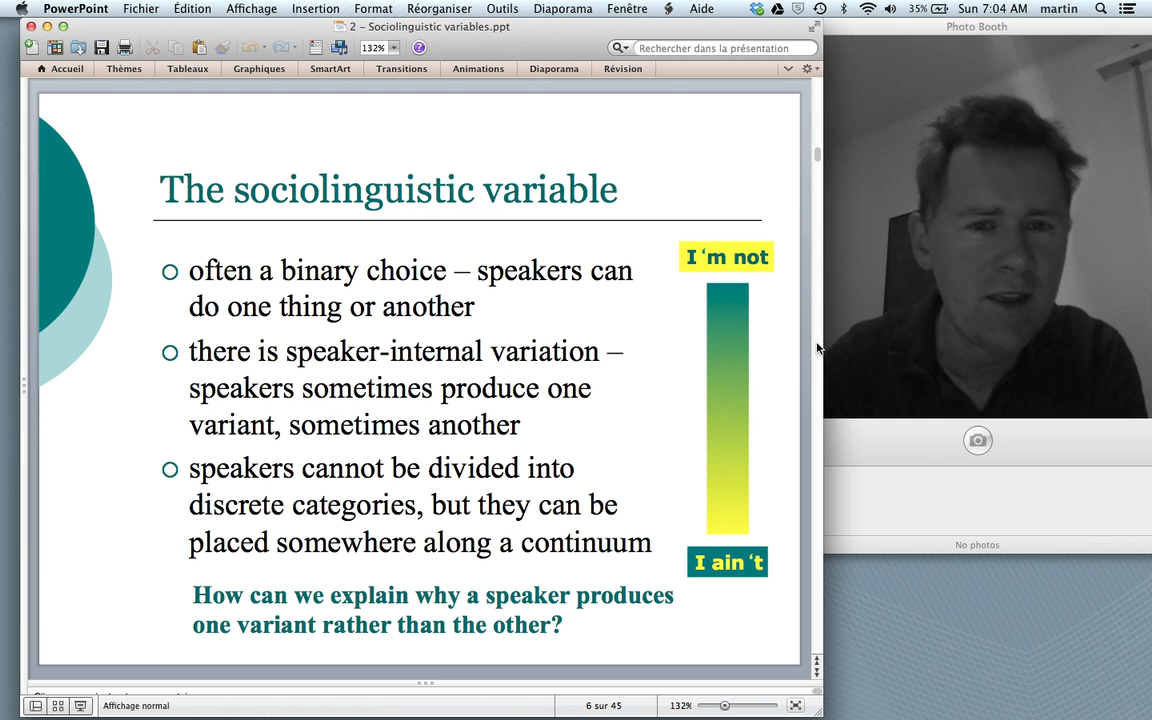 PowerPoint Fichier Édition Affichage Insertion Format Réorganiser Outils Diaporama Fenêtre Aide 35% Sun 7:04 AM martin
2 – Sociolinguistic variables.ppt
Photo Booth
132% Rechercher dans la présentation
Accueil Thèmes Tableaux Graphiques SmartArt Transitions Animations Diaporama Révision
The sociolinguistic variable
often a binary choice – speakers can
do one thing or another
there is speaker-internal variation –
speakers sometimes produce one
variant, sometimes another
speakers cannot be divided into
discrete categories, but they can be
placed somewhere along a continuum
I ‘m not
I ain ‘t
How can we explain why a speaker produces
one variant rather than the other?
No photos
Affichage normal 6 sur 45 132%